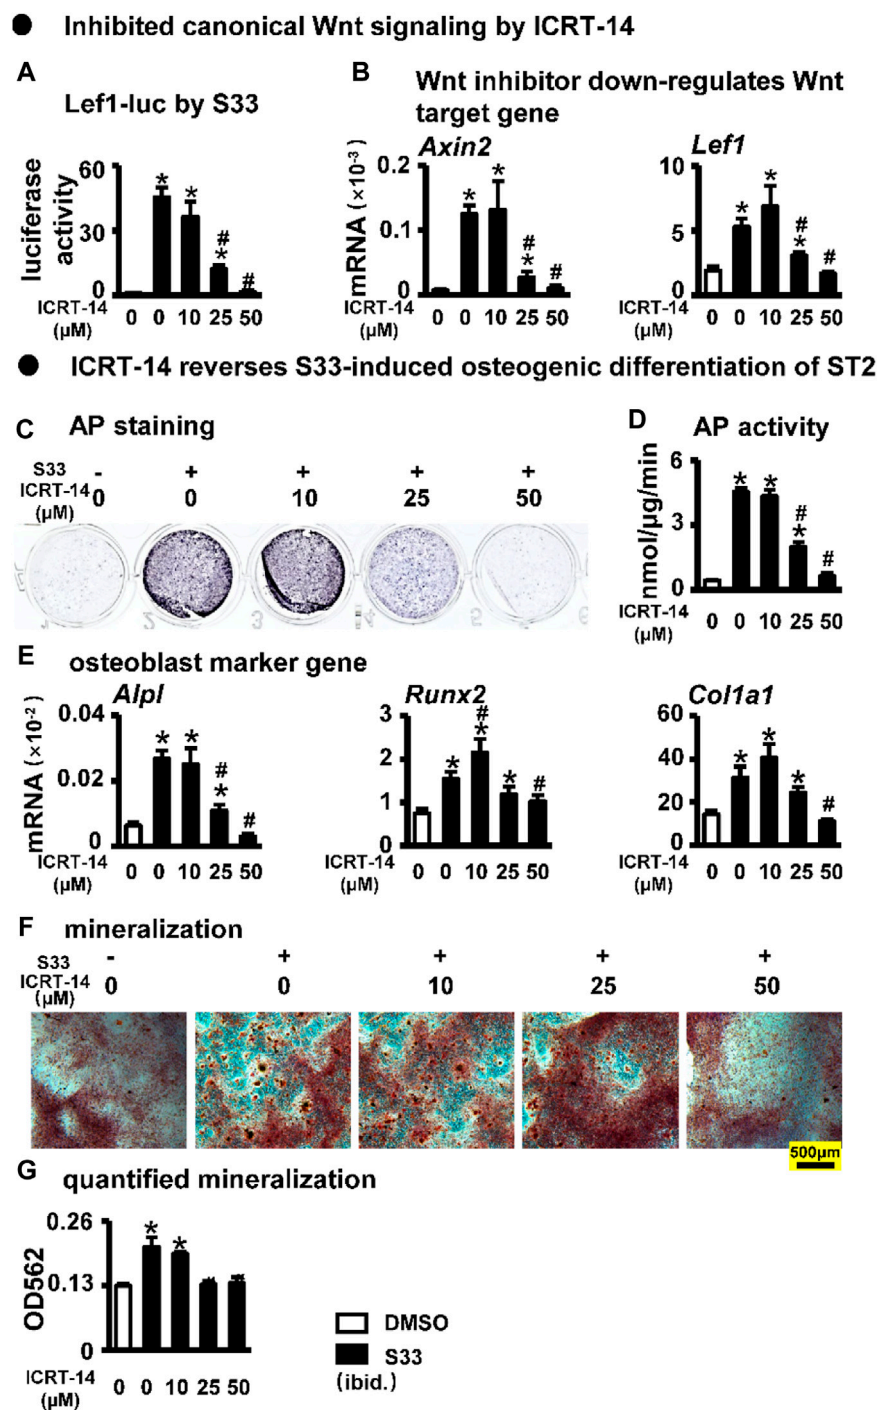 ● Inhibited canonical Wnt signaling by ICRT-14
A
Lef1-luc by S33
luciferase
activity
60
30
0
* * # * #
ICRT-14
(μM)
0 0 10 25 50
B
Wnt inhibitor down-regulates Wnt
target gene
Axin2
mRNA (×10⁻³)
0.2
0.1
0
* * # * #
ICRT-14
(μM)
0 0 10 25 50
Lef1
10
5
0
* * # * #
ICRT-14
(μM)
0 0 10 25 50
● ICRT-14 reverses S33-induced osteogenic differentiation of ST2
C
AP staining
S33 - + + + +
ICRT-14
(μM)
0 0 10 25 50
1 2 3 4 5 6
D
AP activity
nmol/μg/min
6
3
0
* * # * #
ICRT-14
(μM)
0 0 10 25 50
E
osteoblast marker gene
Alpl
mRNA (×10⁻²)
0.04
0.02
0
* * # * #
ICRT-14
(μM)
0 0 10 25 50
Runx2
3
2
1
0
* # * * #
ICRT-14
(μM)
0 0 10 25 50
Col1a1
60
40
20
0
* * * #
ICRT-14
(μM)
0 0 10 25 50
F
mineralization
S33 - + + + +
ICRT-14
(μM)
0 0 10 25 50
500μm
G
quantified mineralization
OD562
0.26
0.13
0
* *
ICRT-14
(μM)
0 0 10 25 50
DMSO
S33
(ibid.)